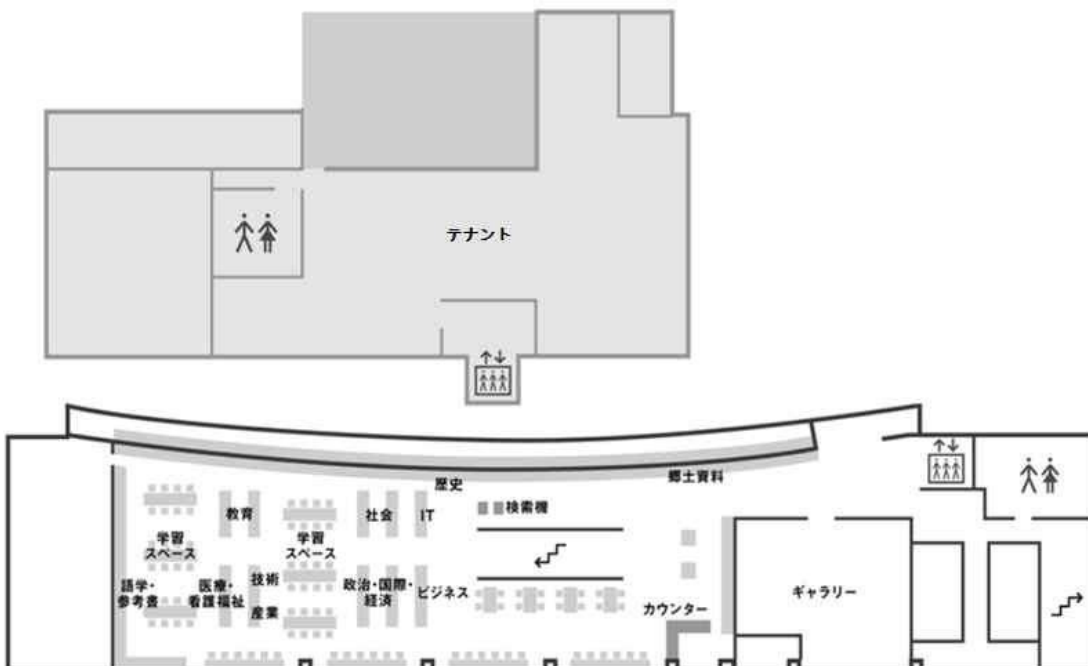 テナント
歴史
郷土資料
検索機
教育
社会
IT
学習
スペース
学習
スペース
語学・
参考書
医療・
看護福祉
技術
産業
政治・国際・
経済
ビジネス
カウンター
ギャラリー